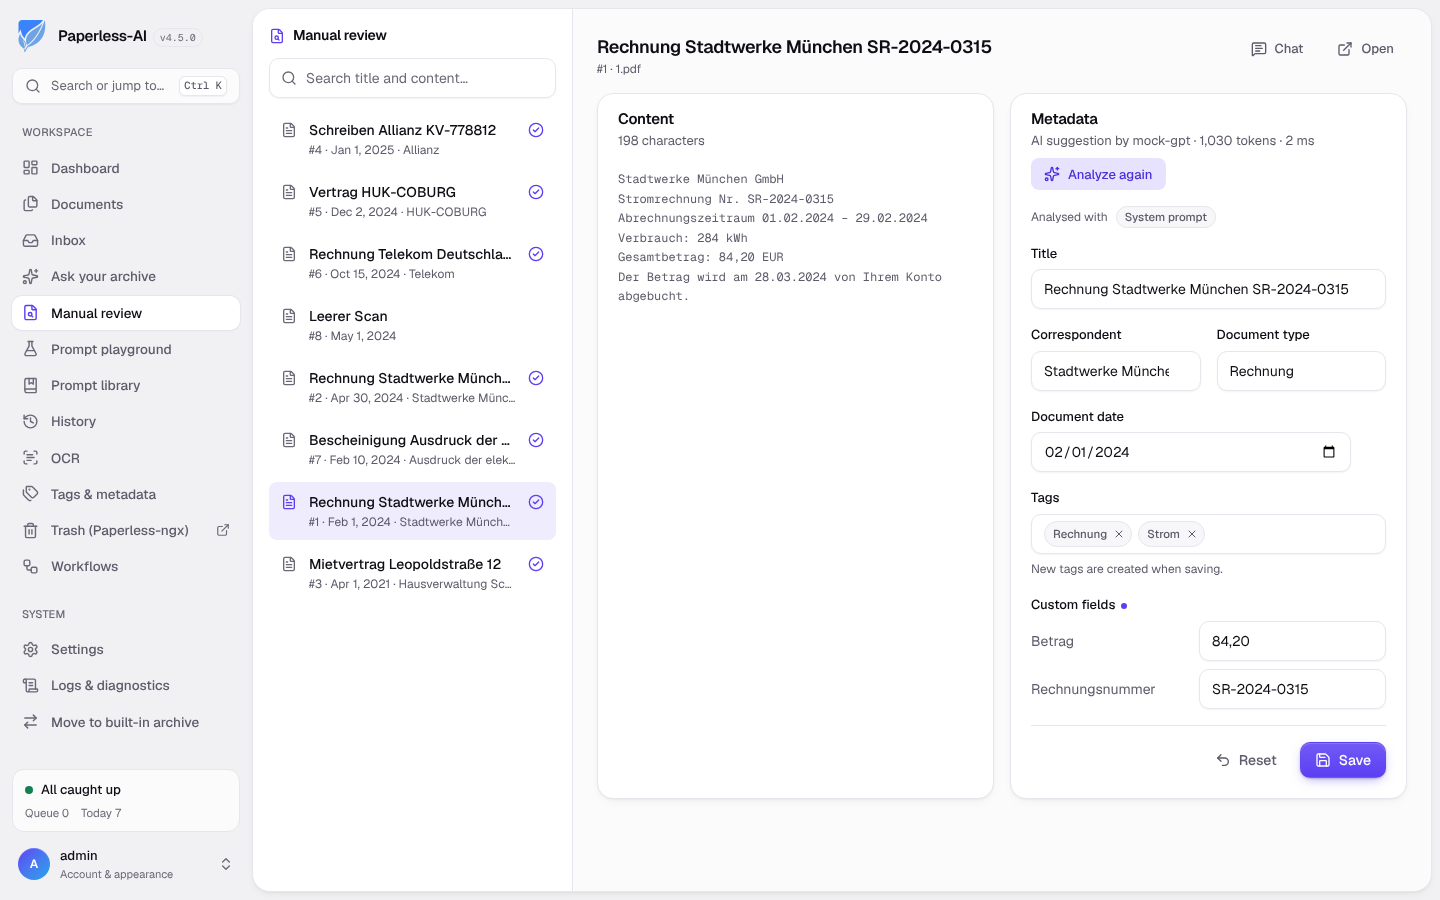 Paperless-AI v4.5.0
Search or jump to... Ctrl K
WORKSPACE
Dashboard
Documents
Inbox
Ask your archive
Manual review
Prompt playground
Prompt library
History
OCR
Tags & metadata
Trash (Paperless-ngx)
Workflows
SYSTEM
Settings
Logs & diagnostics
Move to built-in archive
All caught up
Queue 0 Today 7
A
admin
Account & appearance
Manual review
Search title and content...
Schreiben Allianz KV-778812
#4 · Jan 1, 2025 · Allianz
Vertrag HUK-COBURG
#5 · Dec 2, 2024 · HUK-COBURG
Rechnung Telekom Deutschla...
#6 · Oct 15, 2024 · Telekom
Leerer Scan
#8 · May 1, 2024
Rechnung Stadtwerke Münch...
#2 · Apr 30, 2024 · Stadtwerke Münc...
Bescheinigung Ausdruck der ...
#7 · Feb 10, 2024 · Ausdruck der elek...
Rechnung Stadtwerke Münch...
#1 · Feb 1, 2024 · Stadtwerke Münch...
Mietvertrag Leopoldstraße 12
#3 · Apr 1, 2021 · Hausverwaltung Sc...
Rechnung Stadtwerke München SR-2024-0315
#1 · 1.pdf
Chat
Open
Content
198 characters
Stadtwerke München GmbH
Stromrechnung Nr. SR-2024-0315
Abrechnungszeitraum 01.02.2024 – 29.02.2024
Verbrauch: 284 kWh
Gesamtbetrag: 84,20 EUR
Der Betrag wird am 28.03.2024 von Ihrem Konto
abgebucht.
Metadata
AI suggestion by mock-gpt · 1,030 tokens · 2 ms
Analyze again
Analysed with System prompt
Title
Rechnung Stadtwerke München SR-2024-0315
Correspondent Document type
Stadtwerke Münche Rechnung
Document date
02/01/2024
Tags
Rechnung Strom
New tags are created when saving.
Custom fields
Betrag 84,20
Rechnungsnummer SR-2024-0315
Reset Save